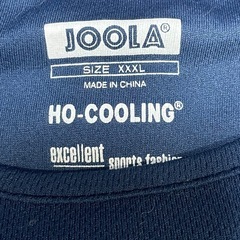 JOOLA®
SIZE XXXL
MADE IN CHINA
HO-COOLING®
excellent
sports fashion